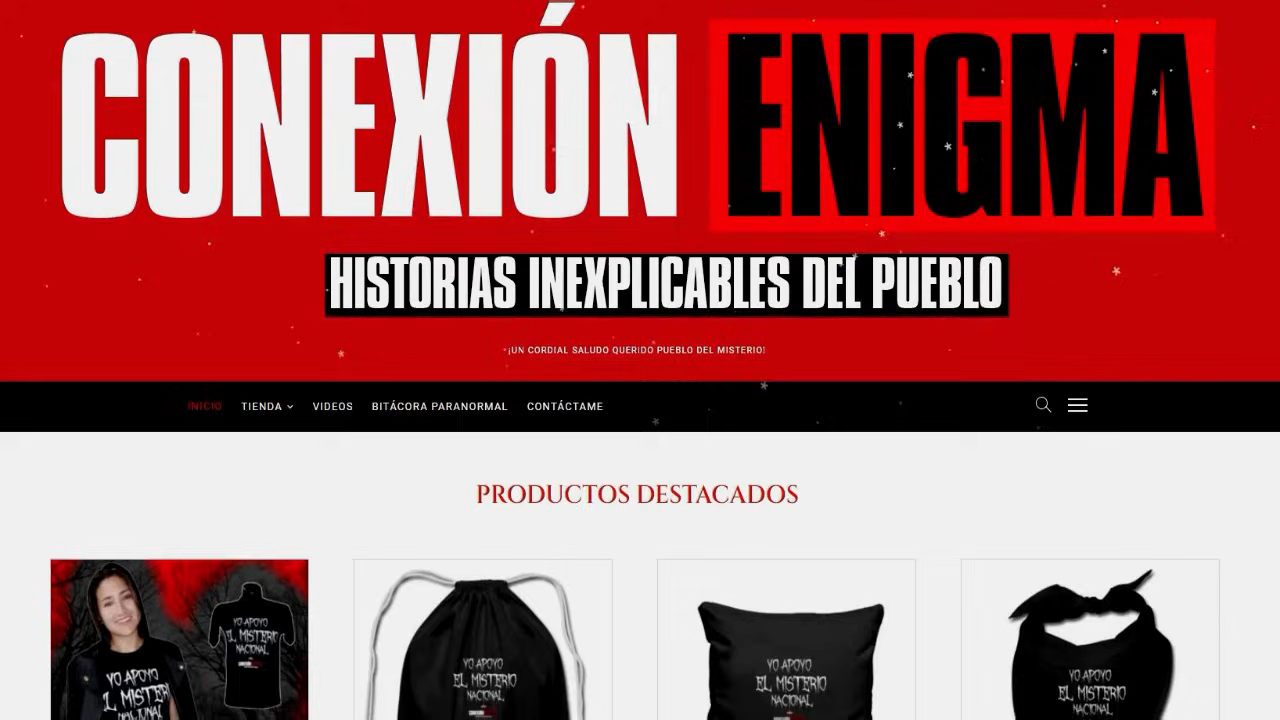 CONEXIÓN ENIGMA
HISTORIAS INEXPLICABLES DEL PUEBLO
¡UN CORDIAL SALUDO QUERIDO PUEBLO DEL MISTERIO!
INICIO TIENDA VIDEOS BITÁCORA PARANORMAL CONTÁCTAME
PRODUCTOS DESTACADOS
YO APOYO
EL MISTERIO
NACIONAL
YO APOYO
EL MISTERIO
NACIONAL
YO APOYO
EL MISTERIO
NACIONAL
CONEXIÓN
YO APOYO
EL MISTERIO
NACIONAL
YO APOYO
EL MISTERIO
NACIONAL